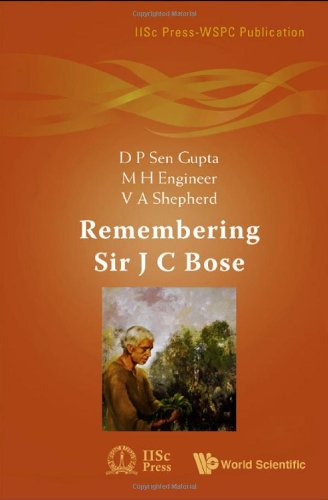 IISc Press-WSPC Publication
D P Sen Gupta
M H Engineer
V A Shepherd
Remembering
Sir J C Bose
IISc
Press
World Scientific